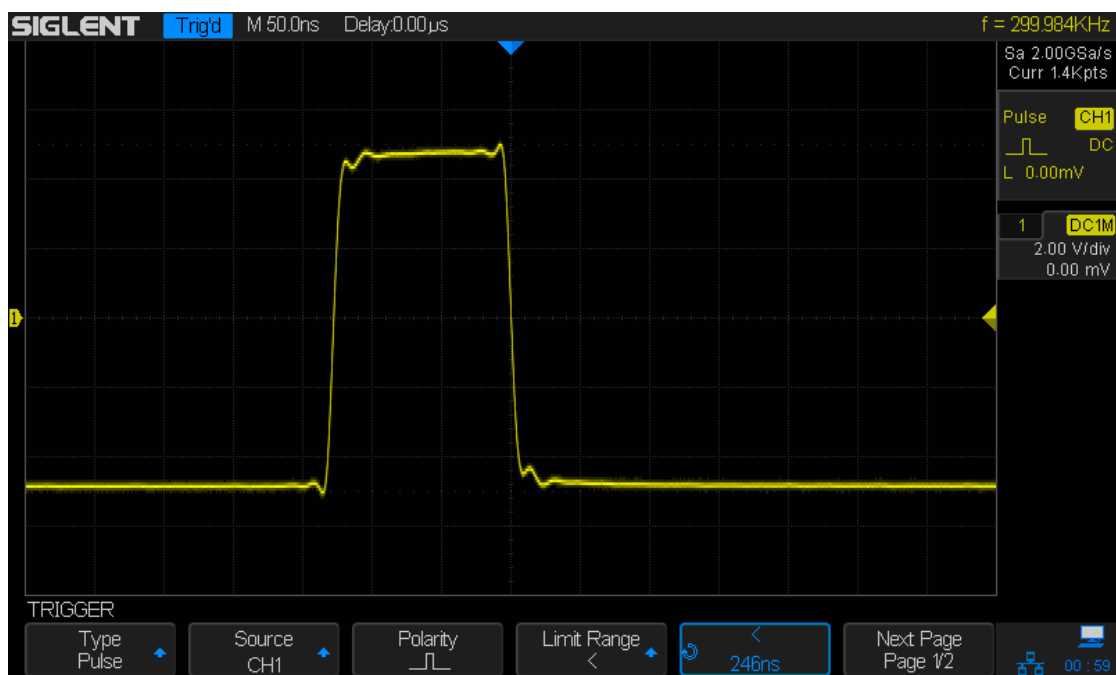 SIGLENT Trig'd M 50.0ns Delay:0.00µs f = 299.984KHz
Sa 2.00GSa/s
Curr 1.4Kpts
Pulse CH1
DC
L 0.00mV
1 DC1M
2.00 V/div
0.00 mV
1
TRIGGER
Type Source Polarity Limit Range < Next Page
Pulse CH1 < 246ns Page 1/2
00 : 59